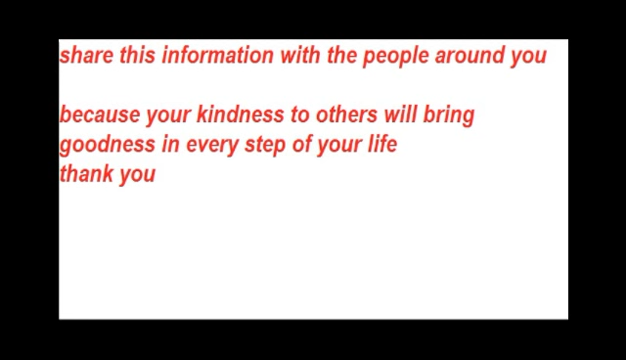 share this information with the people around you
because your kindness to others will bring
goodness in every step of your life
thank you